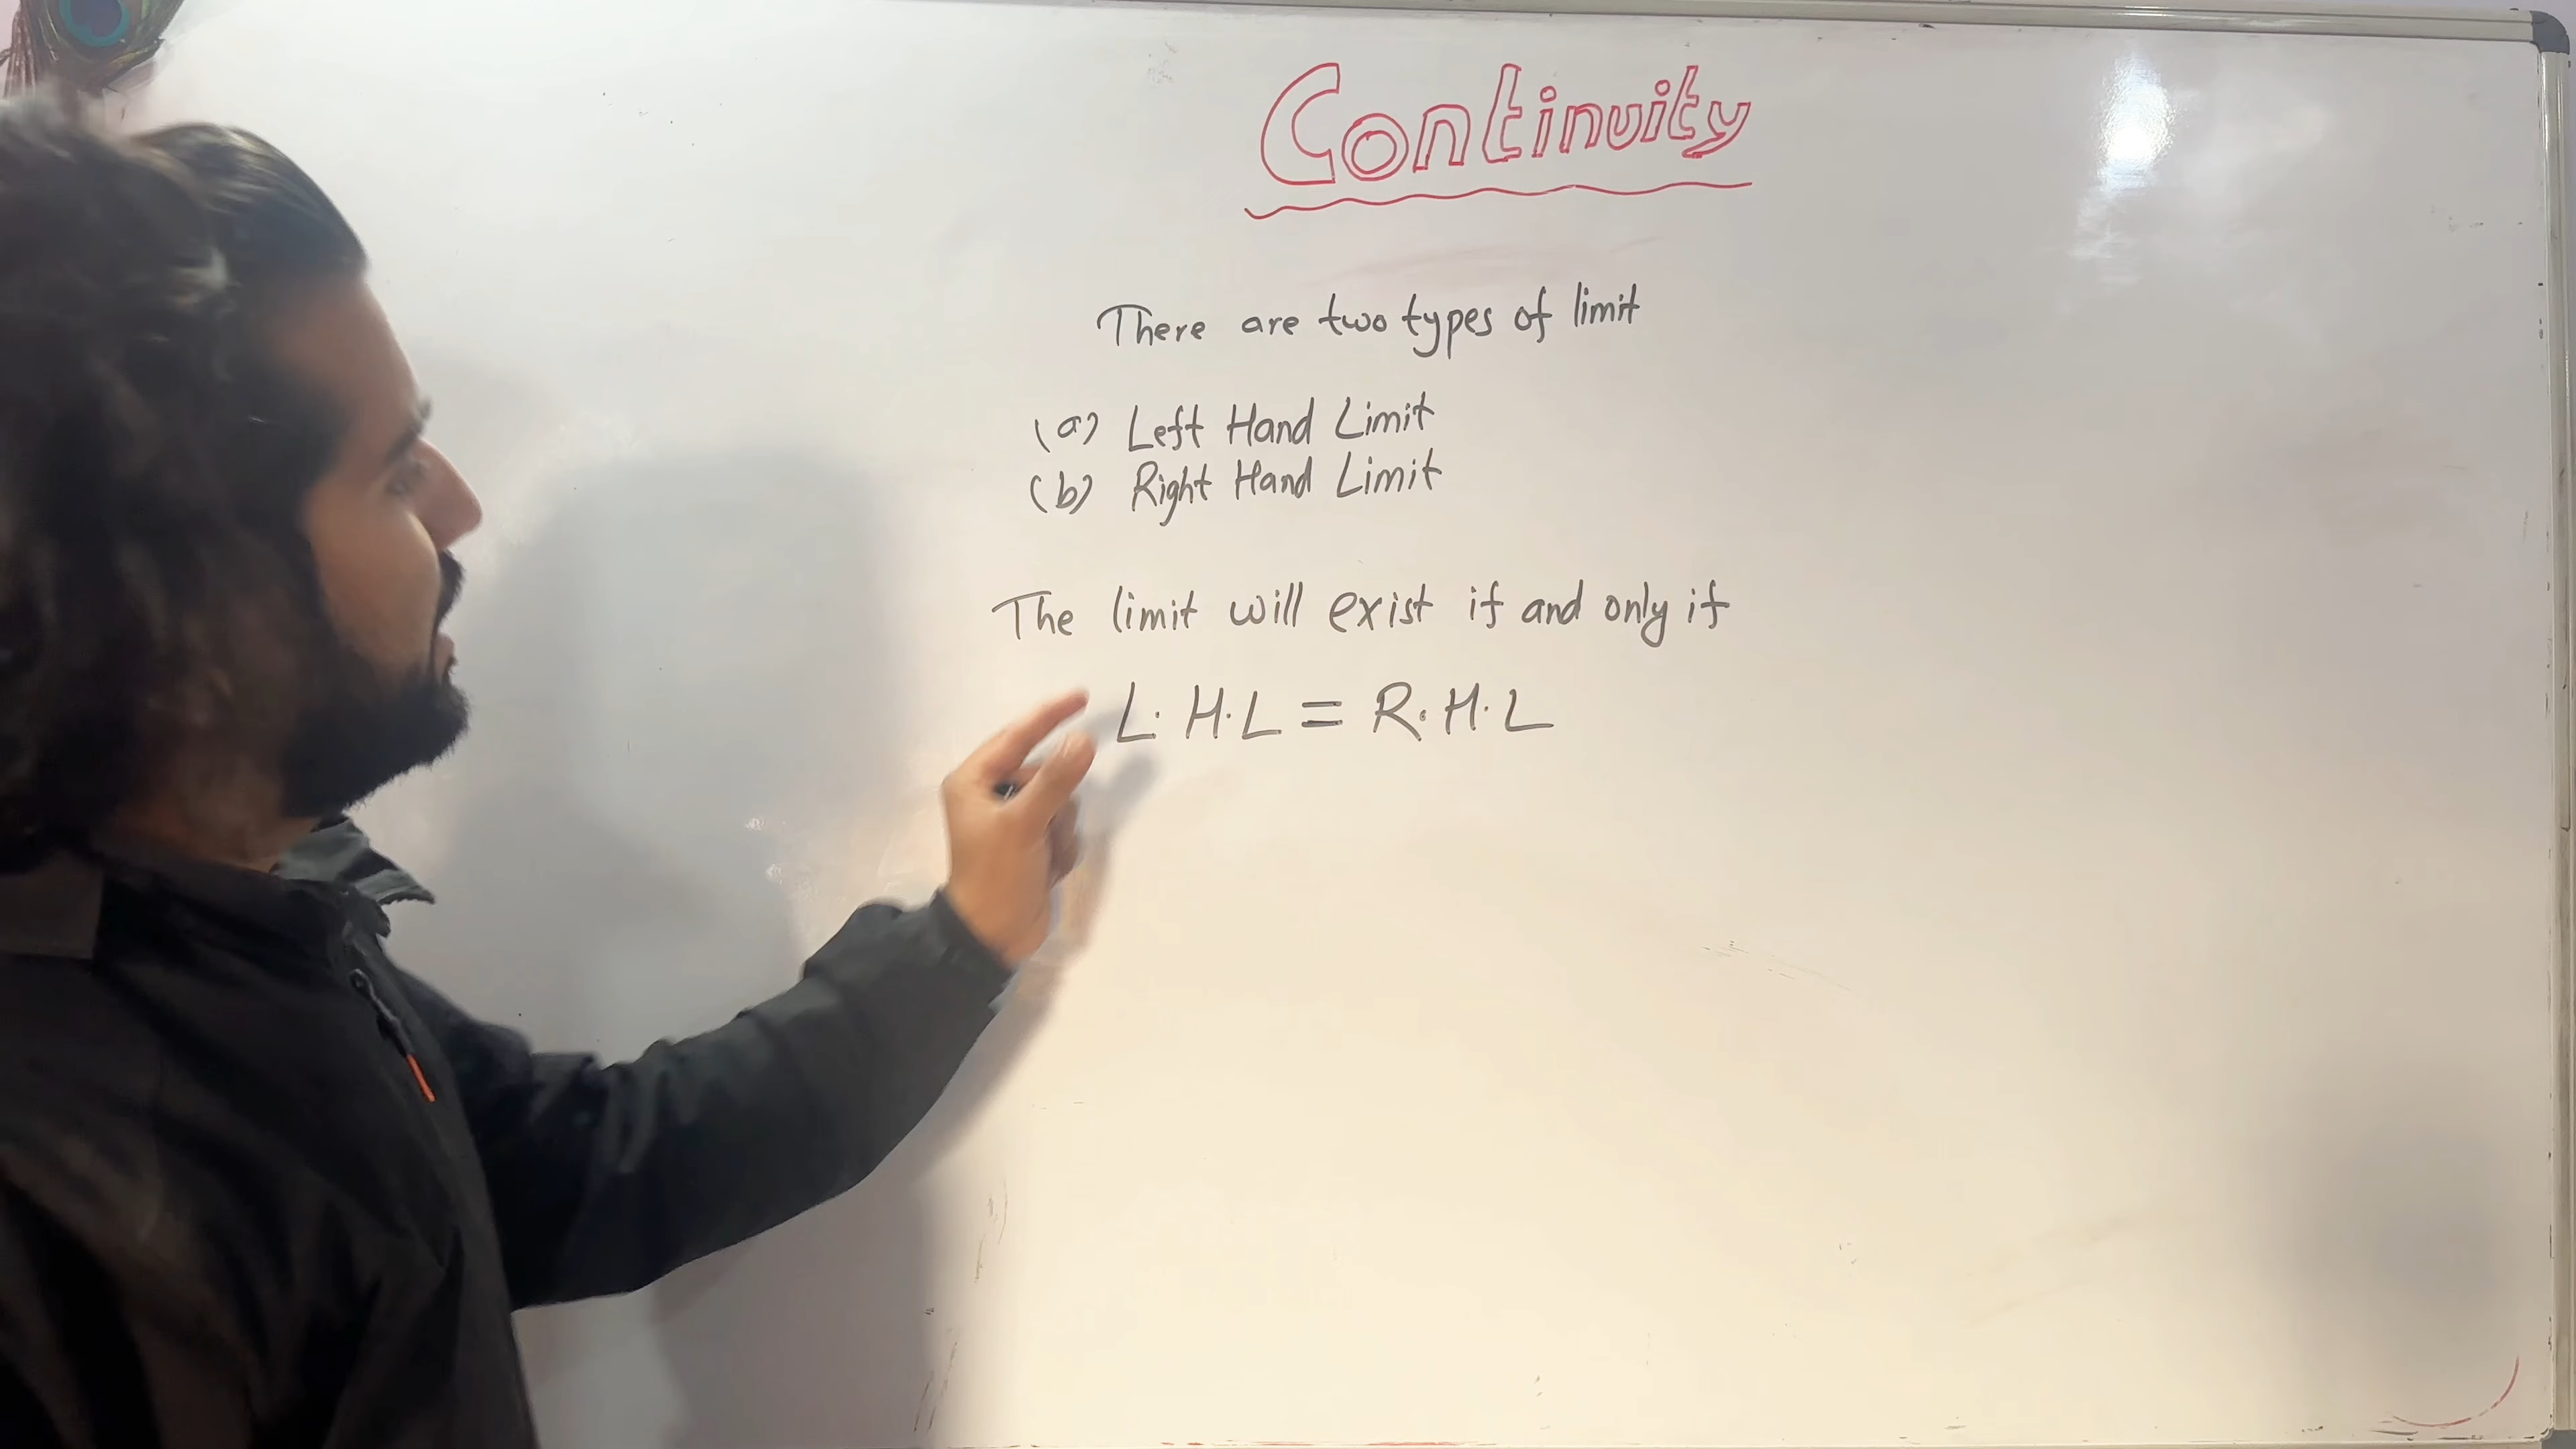 Continuity
There are two types of limit
(a) Left Hand Limit
(b) Right Hand Limit
The limit will exist if and only if
L. H. L = R. H. L